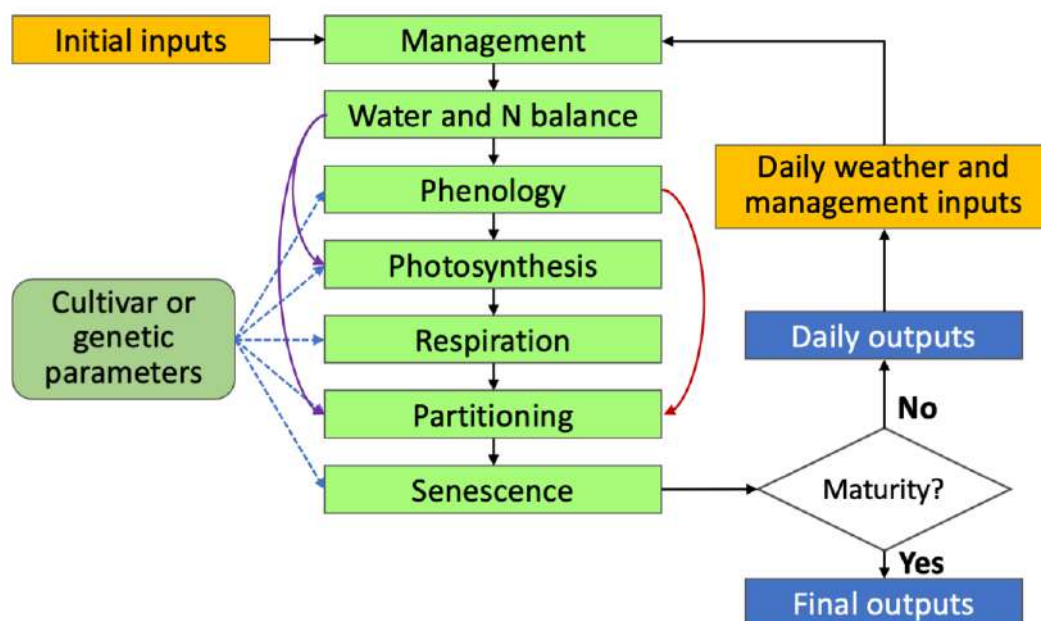 Initial inputs
Management
Water and N balance
Phenology
Photosynthesis
Respiration
Partitioning
Senescence
Cultivar or
genetic
parameters
Daily weather and
management inputs
Daily outputs
No
Maturity?
Yes
Final outputs